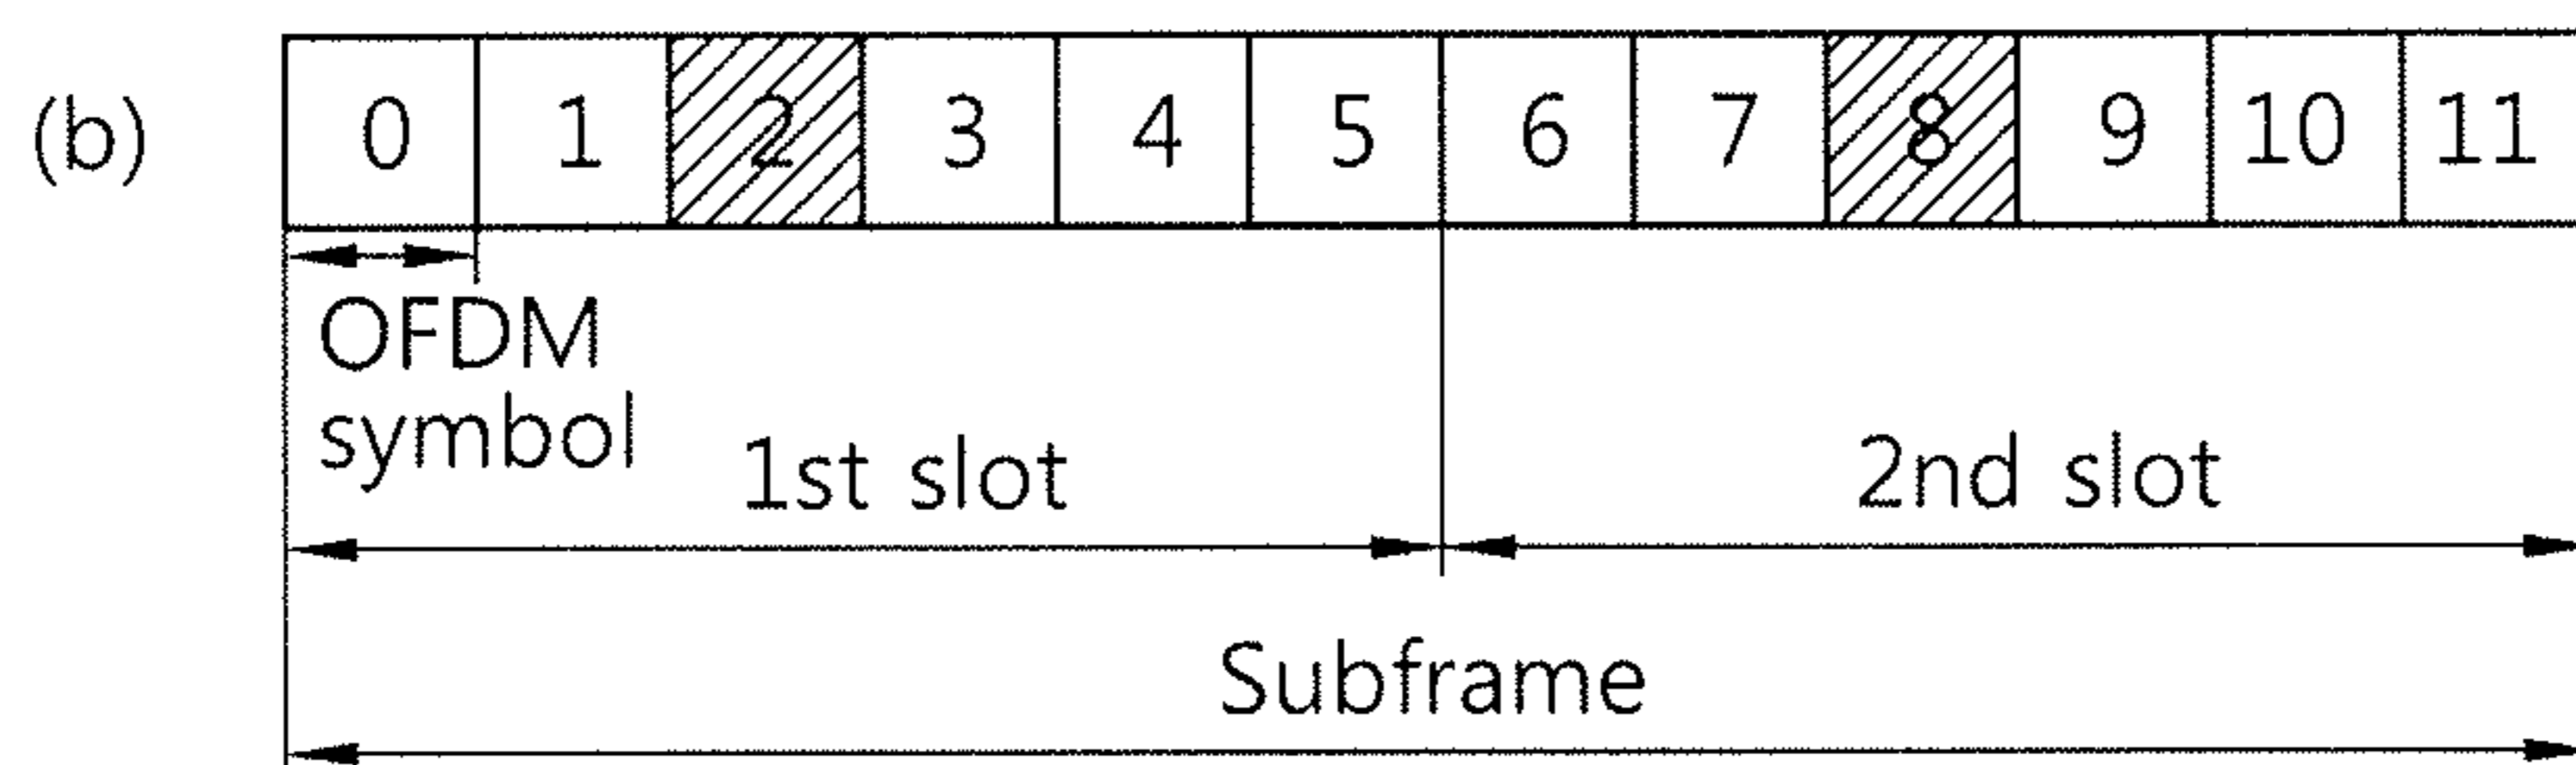 (b) 0 1 2 3 4 5 6 7 8 9 10 11
OFDM
symbol
1st slot 2nd slot
Subframe